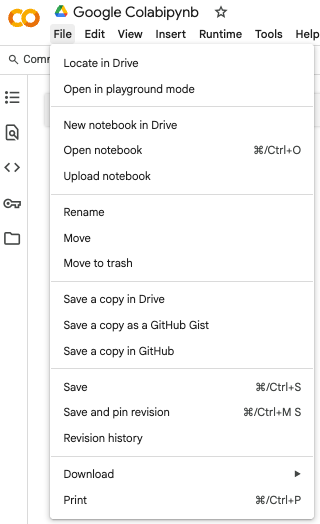 Google Colabipynb
File Edit View Insert Runtime Tools Help
Comm
Locate in Drive
Open in playground mode
New notebook in Drive
Open notebook ⌘/Ctrl+O
Upload notebook
Rename
Move
Move to trash
Save a copy in Drive
Save a copy as a GitHub Gist
Save a copy in GitHub
Save ⌘/Ctrl+S
Save and pin revision ⌘/Ctrl+M S
Revision history
Download
Print ⌘/Ctrl+P